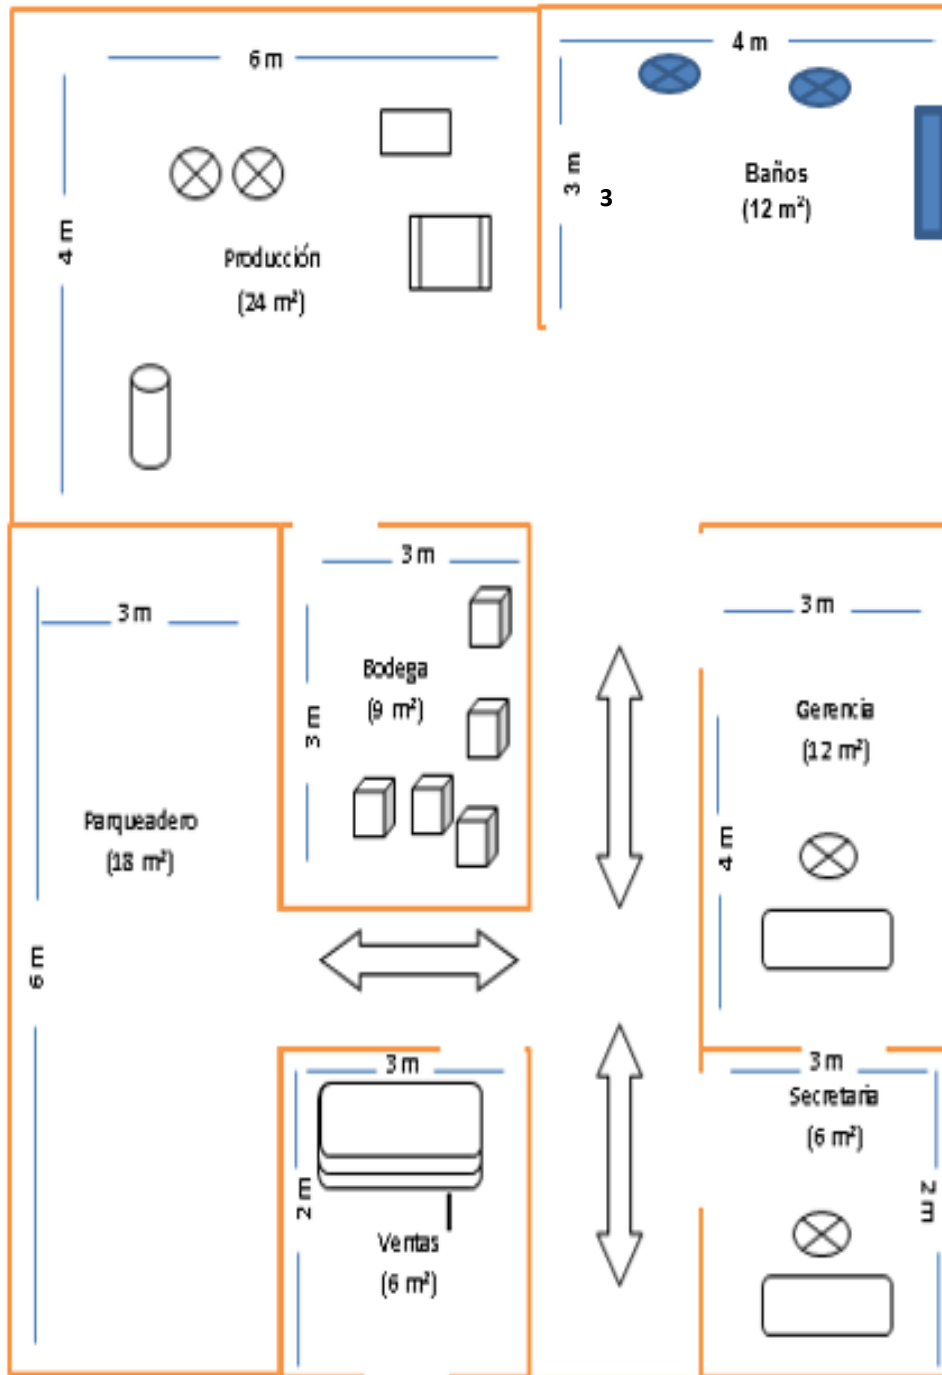 6 m
4 m
Producción
(24 m²)
4 m
3 m
3
Baños
(12 m²)
3 m
Parqueadero
(18 m²)
6 m
3 m
Bodega
(9 m²)
3 m
3 m
Gerencia
(12 m²)
4 m
3 m
2 m
Ventas
(6 m²)
3 m
Secretaria
(6 m²)
2 m